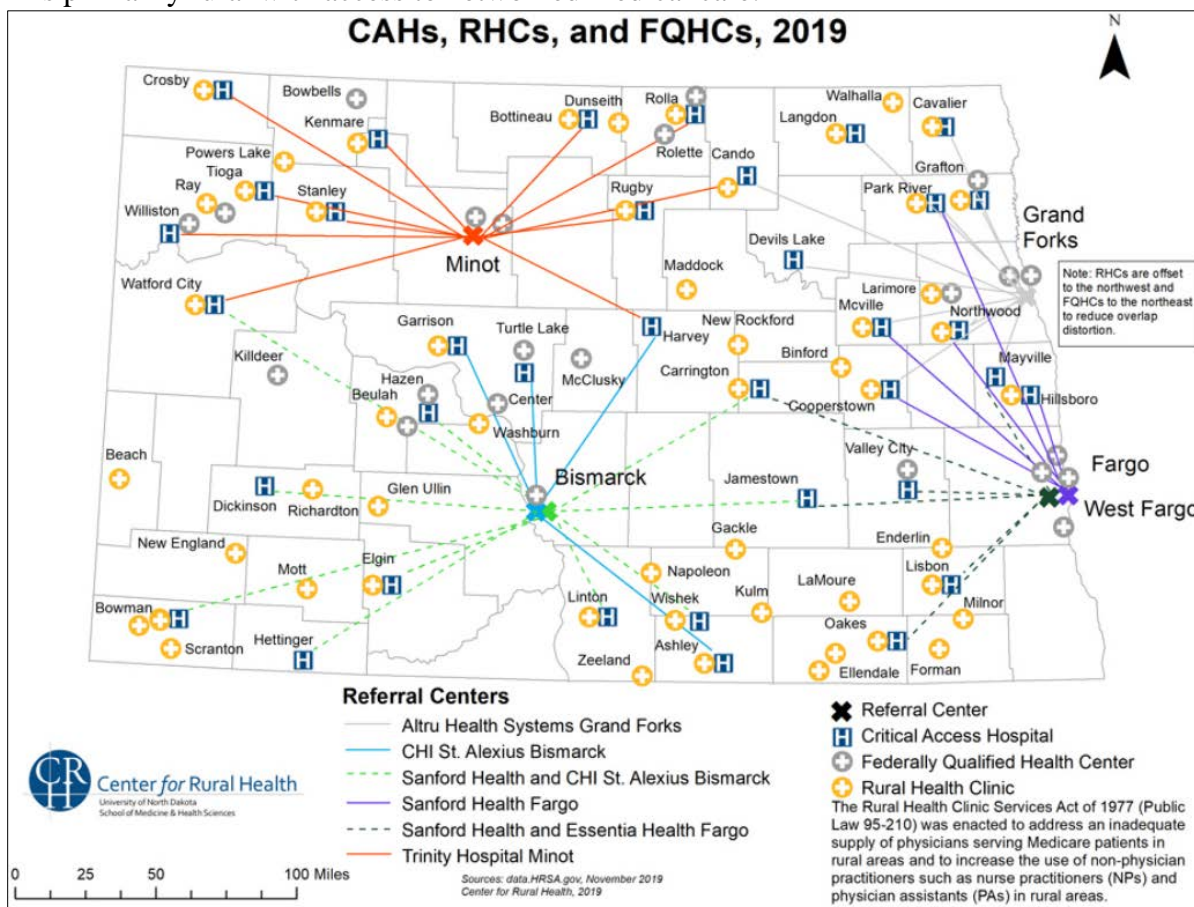 CAHs, RHCs, and FQHCs, 2019
N
Crosby
Bowbells
Kenmare
Bottineau
Dunseith
Rolla
Rolette
Walhalla
Langdon
Cavalier
Powers Lake
Tioga
Ray
Stanley
Williston
Rugby
Cando
Park River
Grafton
Grand
Forks
Minot
Devils Lake
Maddock
Larimore
Mcville
Northwood
Note: RHCs are offset
to the northwest and
FQHCs to the northeast
to reduce overlap
distortion.
Watford City
Garrison
Turtle Lake
Harvey
New Rockford
Binford
Mayville
Killdeer
Hazen
Beulah
McClusky
Center
Washburn
Carrington
Cooperstown
Hillsboro
Beach
Valley City
Fargo
Bismarck
Jamestown
West Fargo
Dickinson
Richardton
Glen Ullin
Gackle
Enderlin
New England
Mott
Elgin
Napoleon
Kulm
LaMoure
Lisbon
Milnor
Bowman
Scranton
Hettinger
Linton
Wishek
Ashley
Zeeland
Oakes
Ellendale
Forman
Referral Centers
Altru Health Systems Grand Forks
CHI St. Alexius Bismarck
Sanford Health and CHI St. Alexius Bismarck
Sanford Health Fargo
Sanford Health and Essentia Health Fargo
Trinity Hospital Minot
Referral Center
H Critical Access Hospital
Federally Qualified Health Center
Rural Health Clinic
The Rural Health Clinic Services Act of 1977 (Public
Law 95-210) was enacted to address an inadequate
supply of physicians serving Medicare patients in
rural areas and to increase the use of non-physician
practitioners such as nurse practitioners (NPs) and
physician assistants (PAs) in rural areas.
CRH
Center for Rural Health
University of North Dakota
School of Medicine & Health Sciences
0 25 50 100 Miles
Sources: data.HRSA.gov, November 2019
Center for Rural Health, 2019